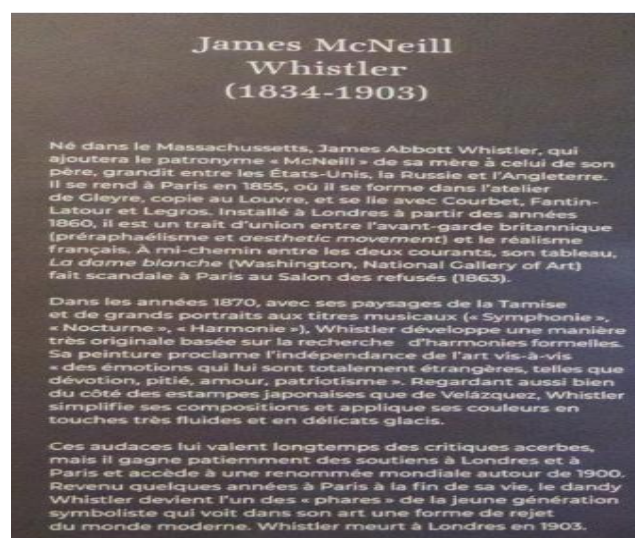 James McNeill
Whistler
(1834-1903)
Né dans le Massachussetts, James Abbott Whistler, qui
ajoutera le patronyme « McNeill » de sa mère à celui de son
père, grandit entre les États-Unis, la Russie et l'Angleterre.
Il se rend à Paris en 1855, où il se forme dans l'atelier
de Gleyre, copie au Louvre, et se lie avec Courbet, Fantin-
Latour et Legros. Installé à Londres à partir des années
1860, il est un trait d'union entre l'avant-garde britannique
(préraphaélisme et aesthetic movement) et le réalisme
français. À mi-chemin entre les deux courants, son tableau,
La dame blanche (Washington, National Gallery of Art)
fait scandale à Paris au Salon des refusés (1863).
Dans les années 1870, avec ses paysages de la Tamise
et de grands portraits aux titres musicaux (« Symphonie »,
« Nocturne », « Harmonie »), Whistler développe une manière
très originale basée sur la recherche d'harmonies formelles.
Sa peinture proclame l'indépendance de l'art vis-à-vis
« des émotions qui lui sont totalement étrangères, telles que
dévotion, pitié, amour, patriotisme ». Regardant aussi bien
du côté des estampes japonaises que de Velázquez, Whistler
simplifie ses compositions et applique ses couleurs en
touches très fluides et en délicats glacis.
Ces audaces lui valent longtemps des critiques acerbes,
mais il gagne patiemment des soutiens à Londres et à
Paris et accède à une renommée mondiale autour de 1900.
Revenu quelques années à Paris à la fin de sa vie, le dandy
Whistler devient l'un des « phares » de la jeune génération
symboliste qui voit dans son art une forme de rejet
du monde moderne. Whistler meurt à Londres en 1903.